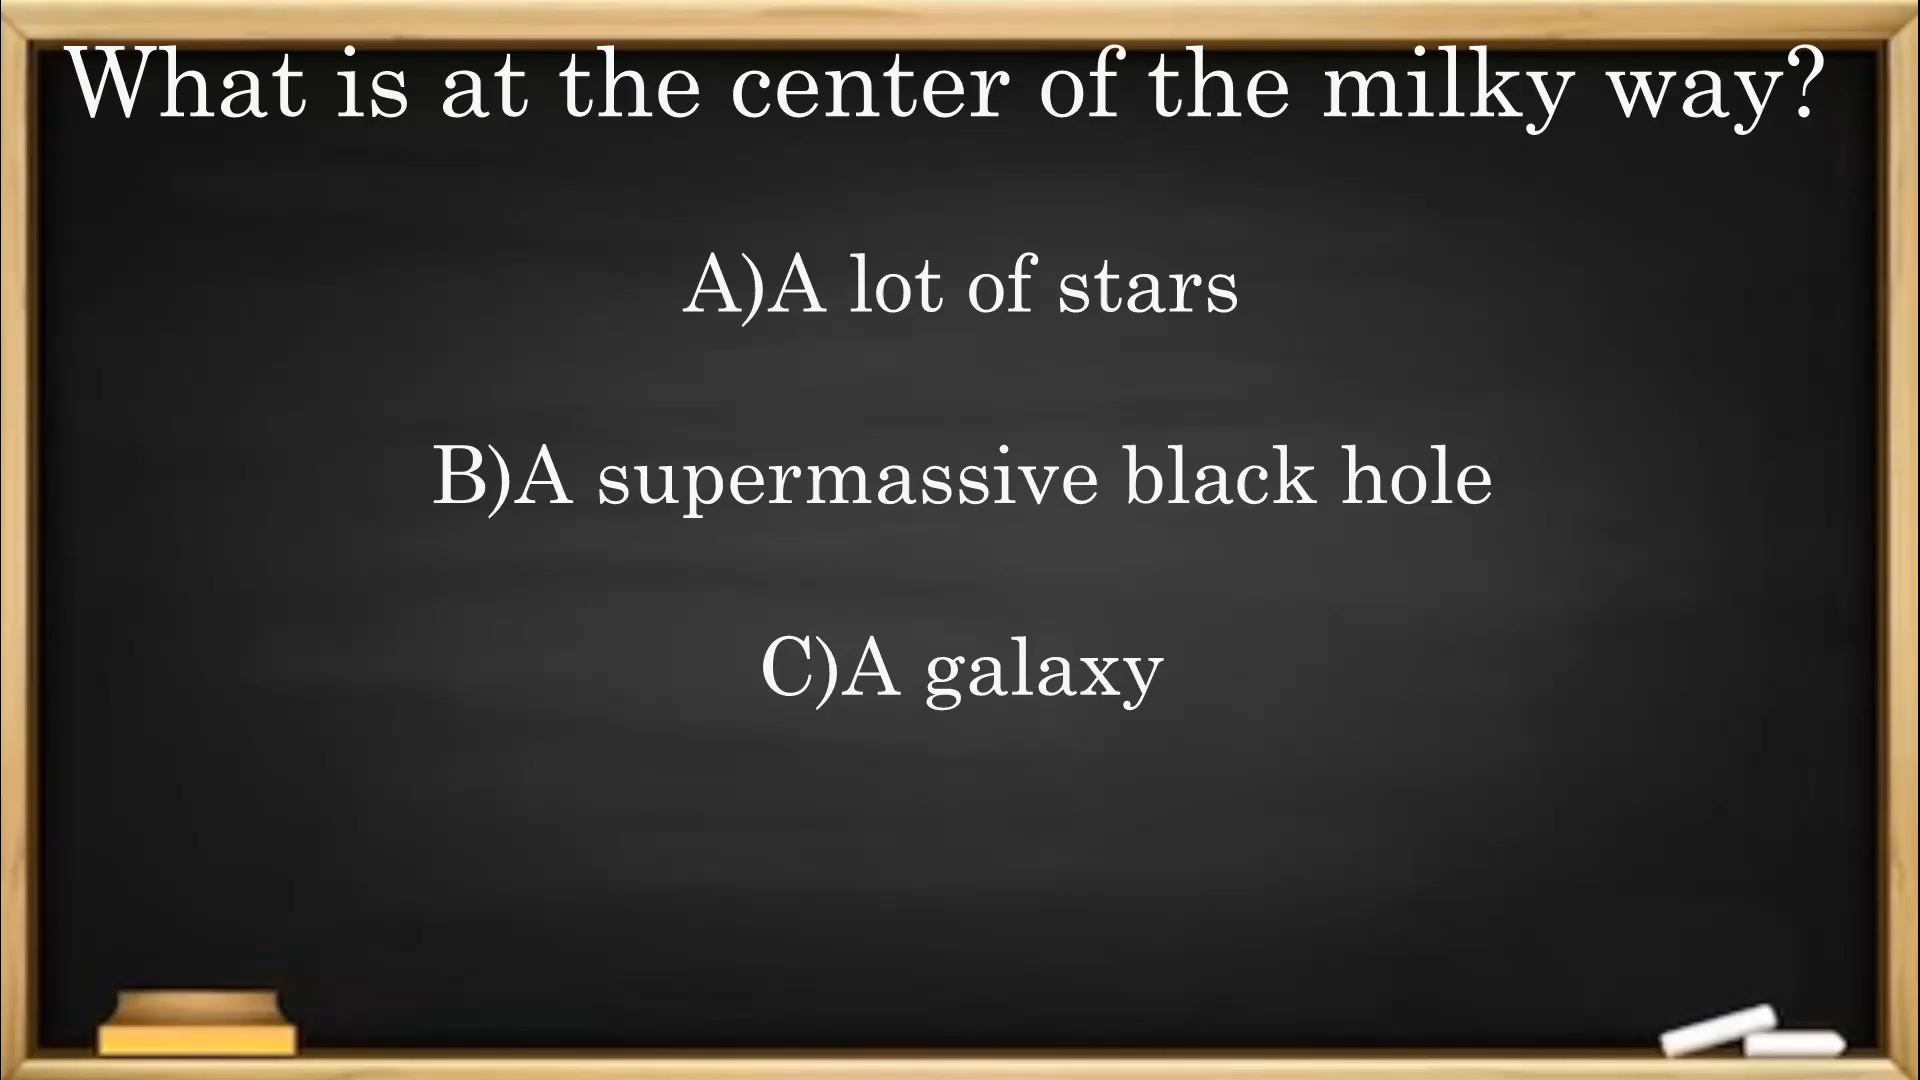 What is at the center of the milky way?
A)A lot of stars
B)A supermassive black hole
C)A galaxy